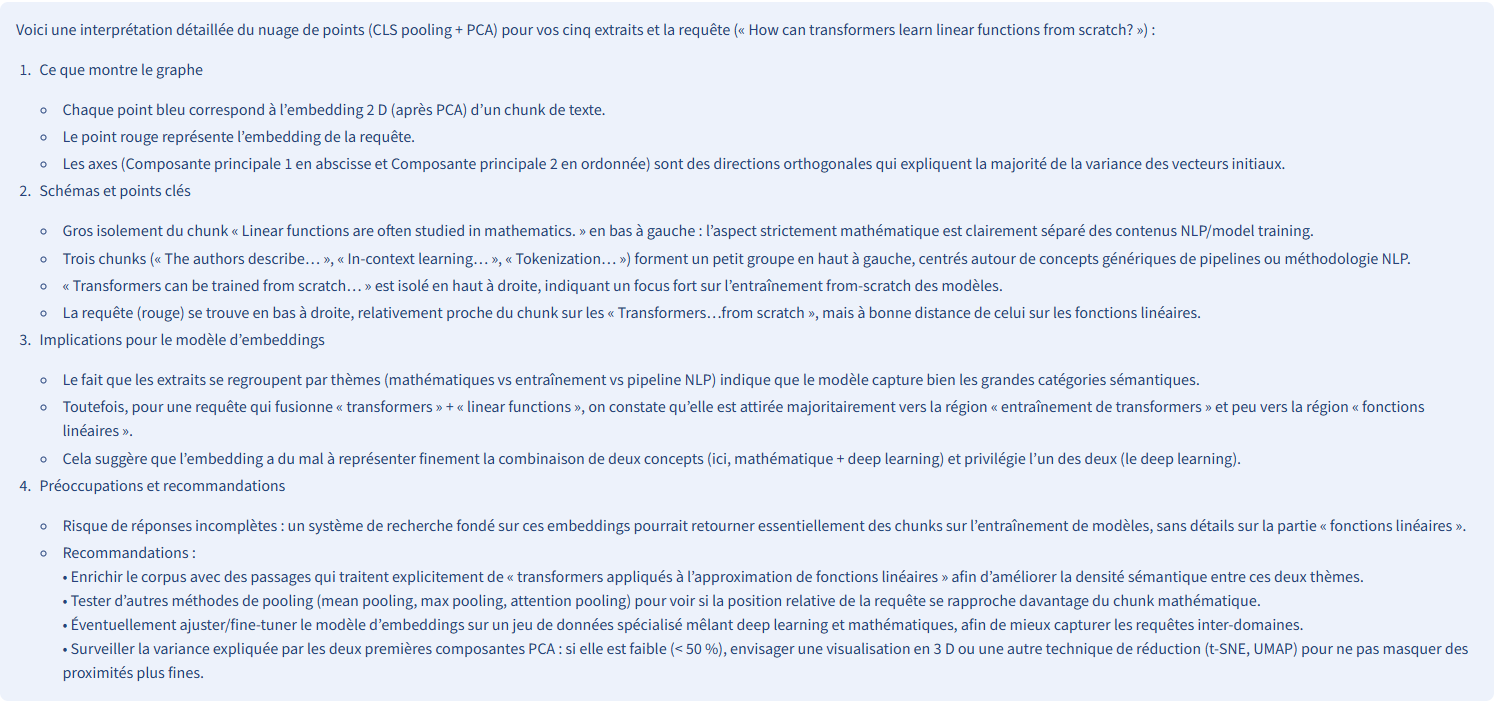 Voici une interprétation détaillée du nuage de points (CLS pooling + PCA) pour vos cinq extraits et la requête (« How can transformers learn linear functions from scratch? ») :
1. Ce que montre le graphe
◦ Chaque point bleu correspond à l’embedding 2 D (après PCA) d’un chunk de texte.
◦ Le point rouge représente l’embedding de la requête.
◦ Les axes (Composante principale 1 en abscisse et Composante principale 2 en ordonnée) sont des directions orthogonales qui expliquent la majorité de la variance des vecteurs initiaux.
2. Schémas et points clés
◦ Gros isolement du chunk « Linear functions are often studied in mathematics. » en bas à gauche : l’aspect strictement mathématique est clairement séparé des contenus NLP/model training.
◦ Trois chunks (« The authors describe… », « In-context learning… », « Tokenization… ») forment un petit groupe en haut à gauche, centrés autour de concepts génériques de pipelines ou méthodologie NLP.
◦ « Transformers can be trained from scratch… » est isolé en haut à droite, indiquant un focus fort sur l’entraînement from-scratch des modèles.
◦ La requête (rouge) se trouve en bas à droite, relativement proche du chunk sur les « Transformers…from scratch », mais à bonne distance de celui sur les fonctions linéaires.
3. Implications pour le modèle d’embeddings
◦ Le fait que les extraits se regroupent par thèmes (mathématiques vs entraînement vs pipeline NLP) indique que le modèle capture bien les grandes catégories sémantiques.
◦ Toutefois, pour une requête qui fusionne « transformers » + « linear functions », on constate qu’elle est attirée majoritairement vers la région « entraînement de transformers » et peu vers la région « fonctions
linéaires ».
◦ Cela suggère que l’embedding a du mal à représenter finement la combinaison de deux concepts (ici, mathématique + deep learning) et privilégie l’un des deux (le deep learning).
4. Préoccupations et recommandations
◦ Risque de réponses incomplètes : un système de recherche fondé sur ces embeddings pourrait retourner essentiellement des chunks sur l’entraînement de modèles, sans détails sur la partie « fonctions linéaires ».
◦ Recommandations :
• Enrichir le corpus avec des passages qui traitent explicitement de « transformers appliqués à l’approximation de fonctions linéaires » afin d’améliorer la densité sémantique entre ces deux thèmes.
• Tester d’autres méthodes de pooling (mean pooling, max pooling, attention pooling) pour voir si la position relative de la requête se rapproche davantage du chunk mathématique.
• Éventuellement ajuster/fine-tuner le modèle d’embeddings sur un jeu de données spécialisé mêlant deep learning et mathématiques, afin de mieux capturer les requêtes inter-domaines.
• Surveiller la variance expliquée par les deux premières composantes PCA : si elle est faible (< 50 %), envisager une visualisation en 3 D ou une autre technique de réduction (t-SNE, UMAP) pour ne pas masquer des
proximités plus fines.